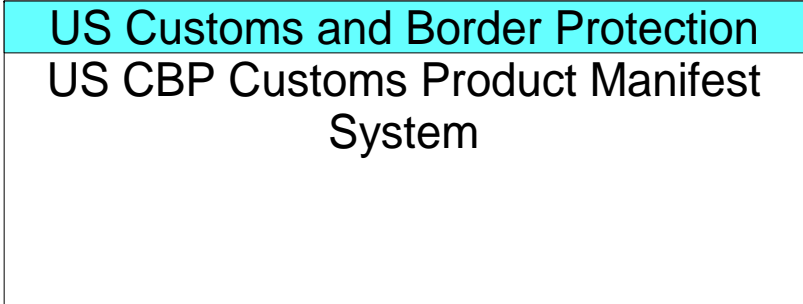 US Customs and Border Protection
US CBP Customs Product Manifest
System